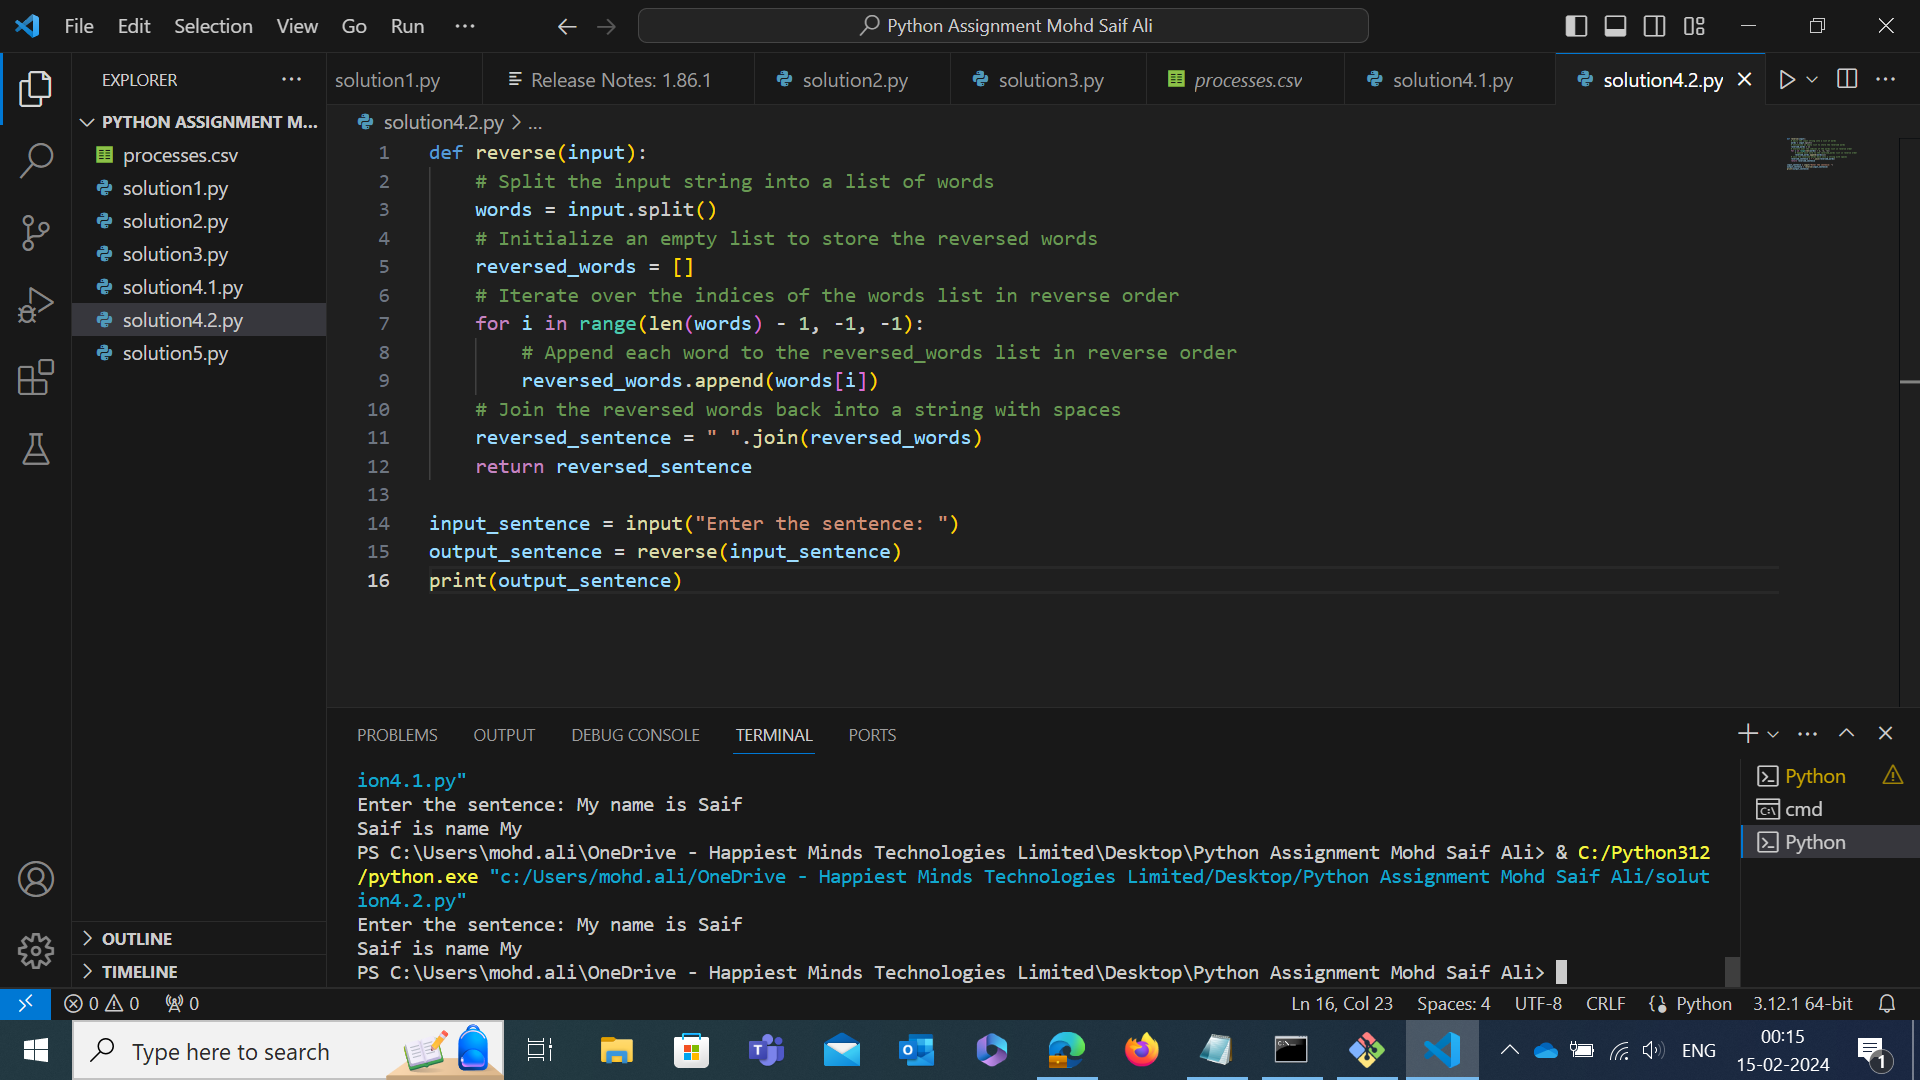 File Edit Selection View Go Run ···
Python Assignment Mohd Saif Ali
EXPLORER ···
solution1.py
Release Notes: 1.86.1
solution2.py
solution3.py
processes.csv
solution4.1.py
solution4.2.py
PYTHON ASSIGNMENT M...
processes.csv
solution1.py
solution2.py
solution3.py
solution4.1.py
solution4.2.py
solution5.py
OUTLINE
TIMELINE
solution4.2.py > ...
1 def reverse(input):
2     # Split the input string into a list of words
3     words = input.split()
4     # Initialize an empty list to store the reversed words
5     reversed_words = []
6     # Iterate over the indices of the words list in reverse order
7     for i in range(len(words) - 1, -1, -1):
8         # Append each word to the reversed_words list in reverse order
9         reversed_words.append(words[i])
10     # Join the reversed words back into a string with spaces
11     reversed_sentence = " ".join(reversed_words)
12     return reversed_sentence
13
14 input_sentence = input("Enter the sentence: ")
15 output_sentence = reverse(input_sentence)
16 print(output_sentence)
PROBLEMS OUTPUT DEBUG CONSOLE TERMINAL PORTS
ion4.1.py"
Enter the sentence: My name is Saif
Saif is name My
PS C:\Users\mohd.ali\OneDrive - Happiest Minds Technologies Limited\Desktop\Python Assignment Mohd Saif Ali> & C:/Python312
/python.exe "c:/Users/mohd.ali/OneDrive - Happiest Minds Technologies Limited/Desktop/Python Assignment Mohd Saif Ali/solut
ion4.2.py"
Enter the sentence: My name is Saif
Saif is name My
PS C:\Users\mohd.ali\OneDrive - Happiest Minds Technologies Limited\Desktop\Python Assignment Mohd Saif Ali>
Python
cmd
Python
0 0 0
Ln 16, Col 23 Spaces: 4 UTF-8 CRLF Python 3.12.1 64-bit
Type here to search
ENG
00:15
15-02-2024
1